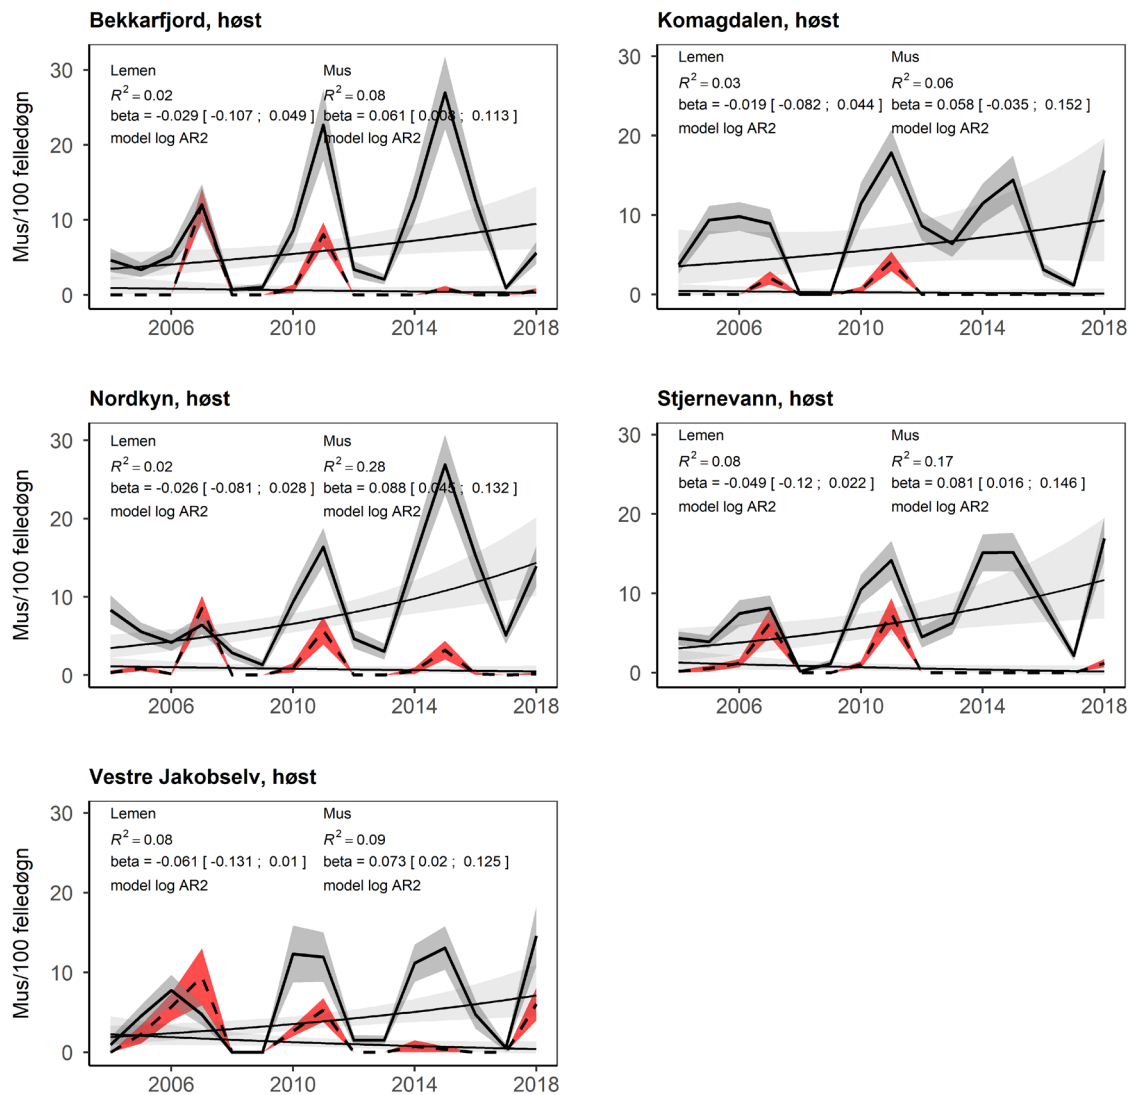 Bekkarfjord, høst
Mus/100 felledøgn
30
20
10
0
Lemen
R² = 0.02
beta = -0.029 [ -0.107 ; 0.049 ]
model log AR2
Mus
R² = 0.08
beta = 0.061 [ 0.008 ; 0.113 ]
model log AR2
2006 2010 2014 2018
Komagdalen, høst
30
20
10
0
Lemen
R² = 0.03
beta = -0.019 [ -0.082 ; 0.044 ]
model log AR2
Mus
R² = 0.06
beta = 0.058 [ -0.035 ; 0.152 ]
model log AR2
2006 2010 2014 2018
Nordkyn, høst
Mus/100 felledøgn
30
20
10
0
Lemen
R² = 0.02
beta = -0.026 [ -0.081 ; 0.028 ]
model log AR2
Mus
R² = 0.28
beta = 0.088 [ 0.045 ; 0.132 ]
model log AR2
2006 2010 2014 2018
Stjernevann, høst
30
20
10
0
Lemen
R² = 0.08
beta = -0.049 [ -0.12 ; 0.022 ]
model log AR2
Mus
R² = 0.17
beta = 0.081 [ 0.016 ; 0.146 ]
model log AR2
2006 2010 2014 2018
Vestre Jakobselv, høst
Mus/100 felledøgn
30
20
10
0
Lemen
R² = 0.08
beta = -0.061 [ -0.131 ; 0.01 ]
model log AR2
Mus
R² = 0.09
beta = 0.073 [ 0.02 ; 0.125 ]
model log AR2
2006 2010 2014 2018